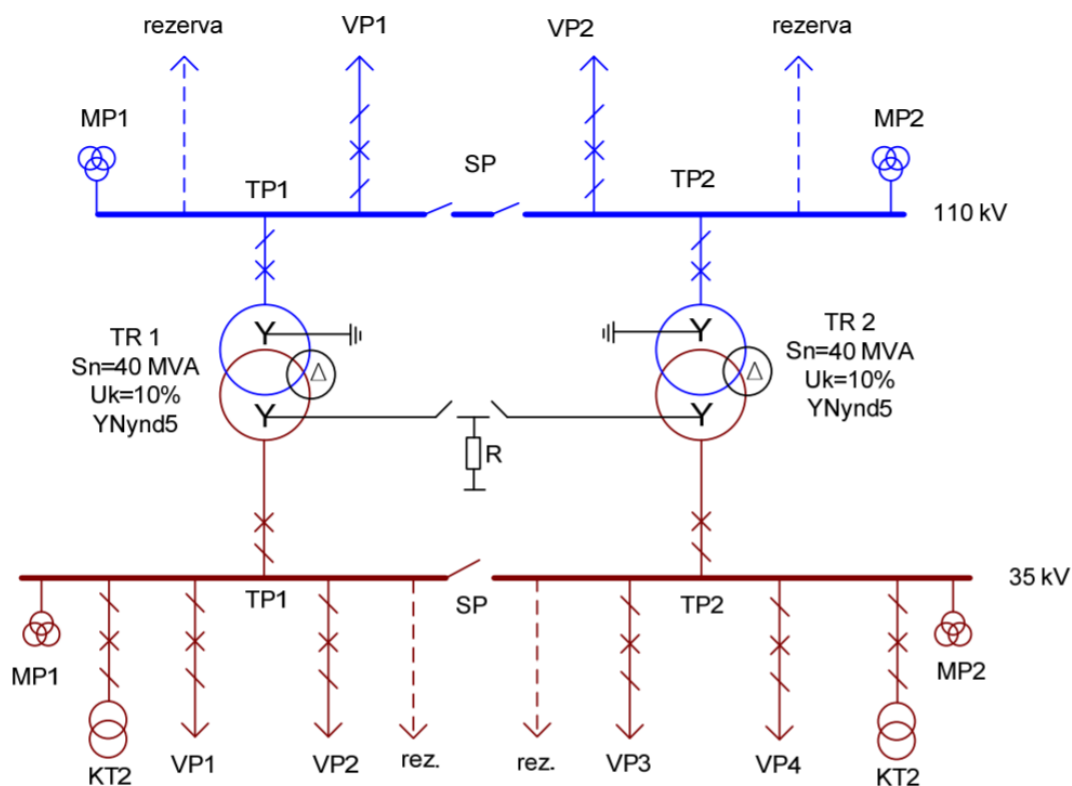 rezerva
VP1
VP2
rezerva
MP1
MP2
SP
TP1
TP2
110 kV
Y
Y
TR 1
Sn=40 MVA
Uk=10%
YNynd5
Δ
Δ
TR 2
Sn=40 MVA
Uk=10%
YNynd5
Y
Y
R
35 kV
TP1
SP
TP2
MP1
MP2
KT2
VP1
VP2
rez.
rez.
VP3
VP4
KT2